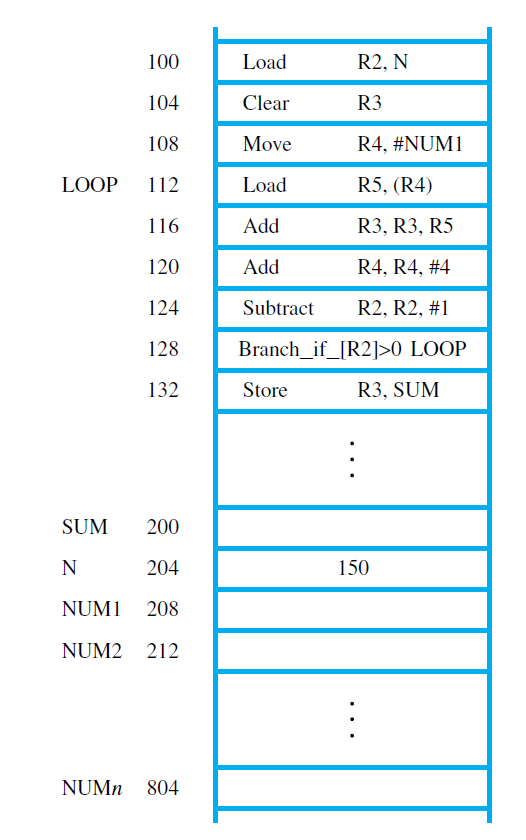 100 Load R2, N
104 Clear R3
108 Move R4, #NUM1
LOOP 112 Load R5, (R4)
116 Add R3, R3, R5
120 Add R4, R4, #4
124 Subtract R2, R2, #1
128 Branch_if_[R2]>0 LOOP
132 Store R3, SUM
SUM 200
N 204 150
NUM1 208
NUM2 212
NUMn 804